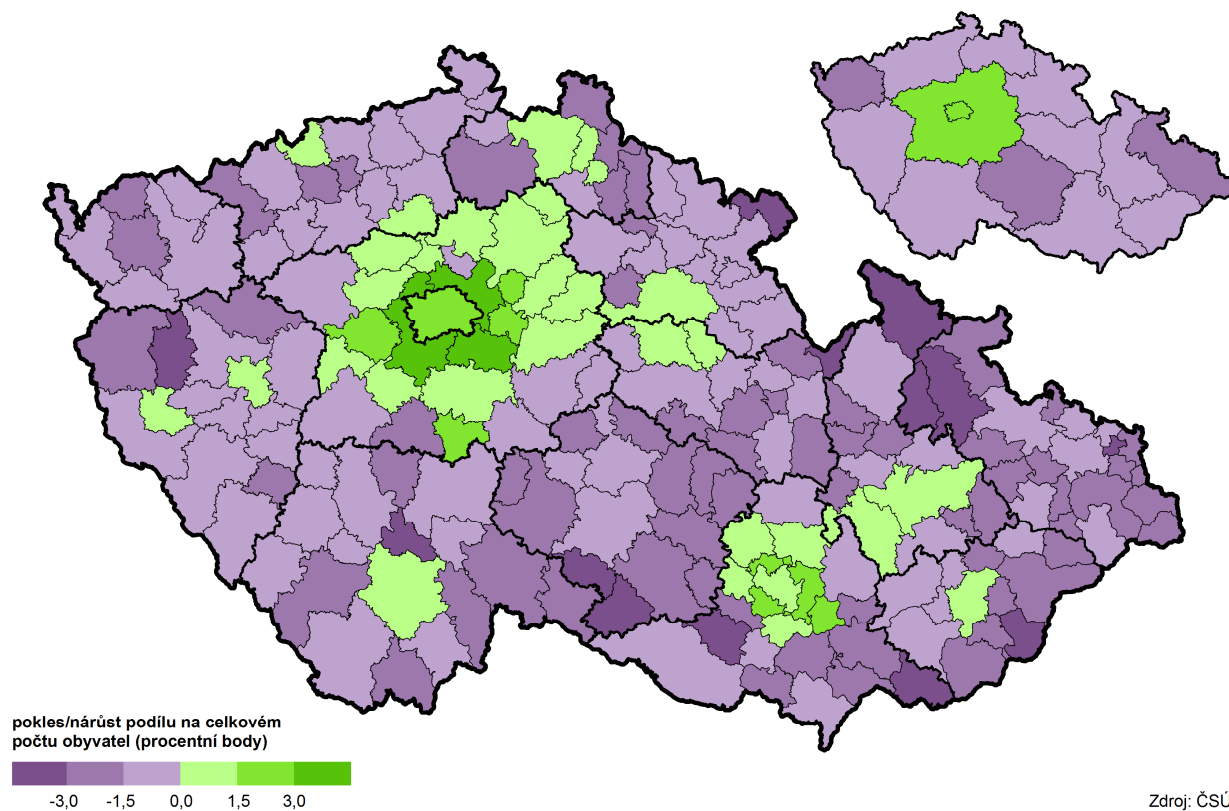 pokles/nárůst podílu na celkovém
počtu obyvatel (procentní body)
-3,0 -1,5 0,0 1,5 3,0
Zdroj: ČSÚ